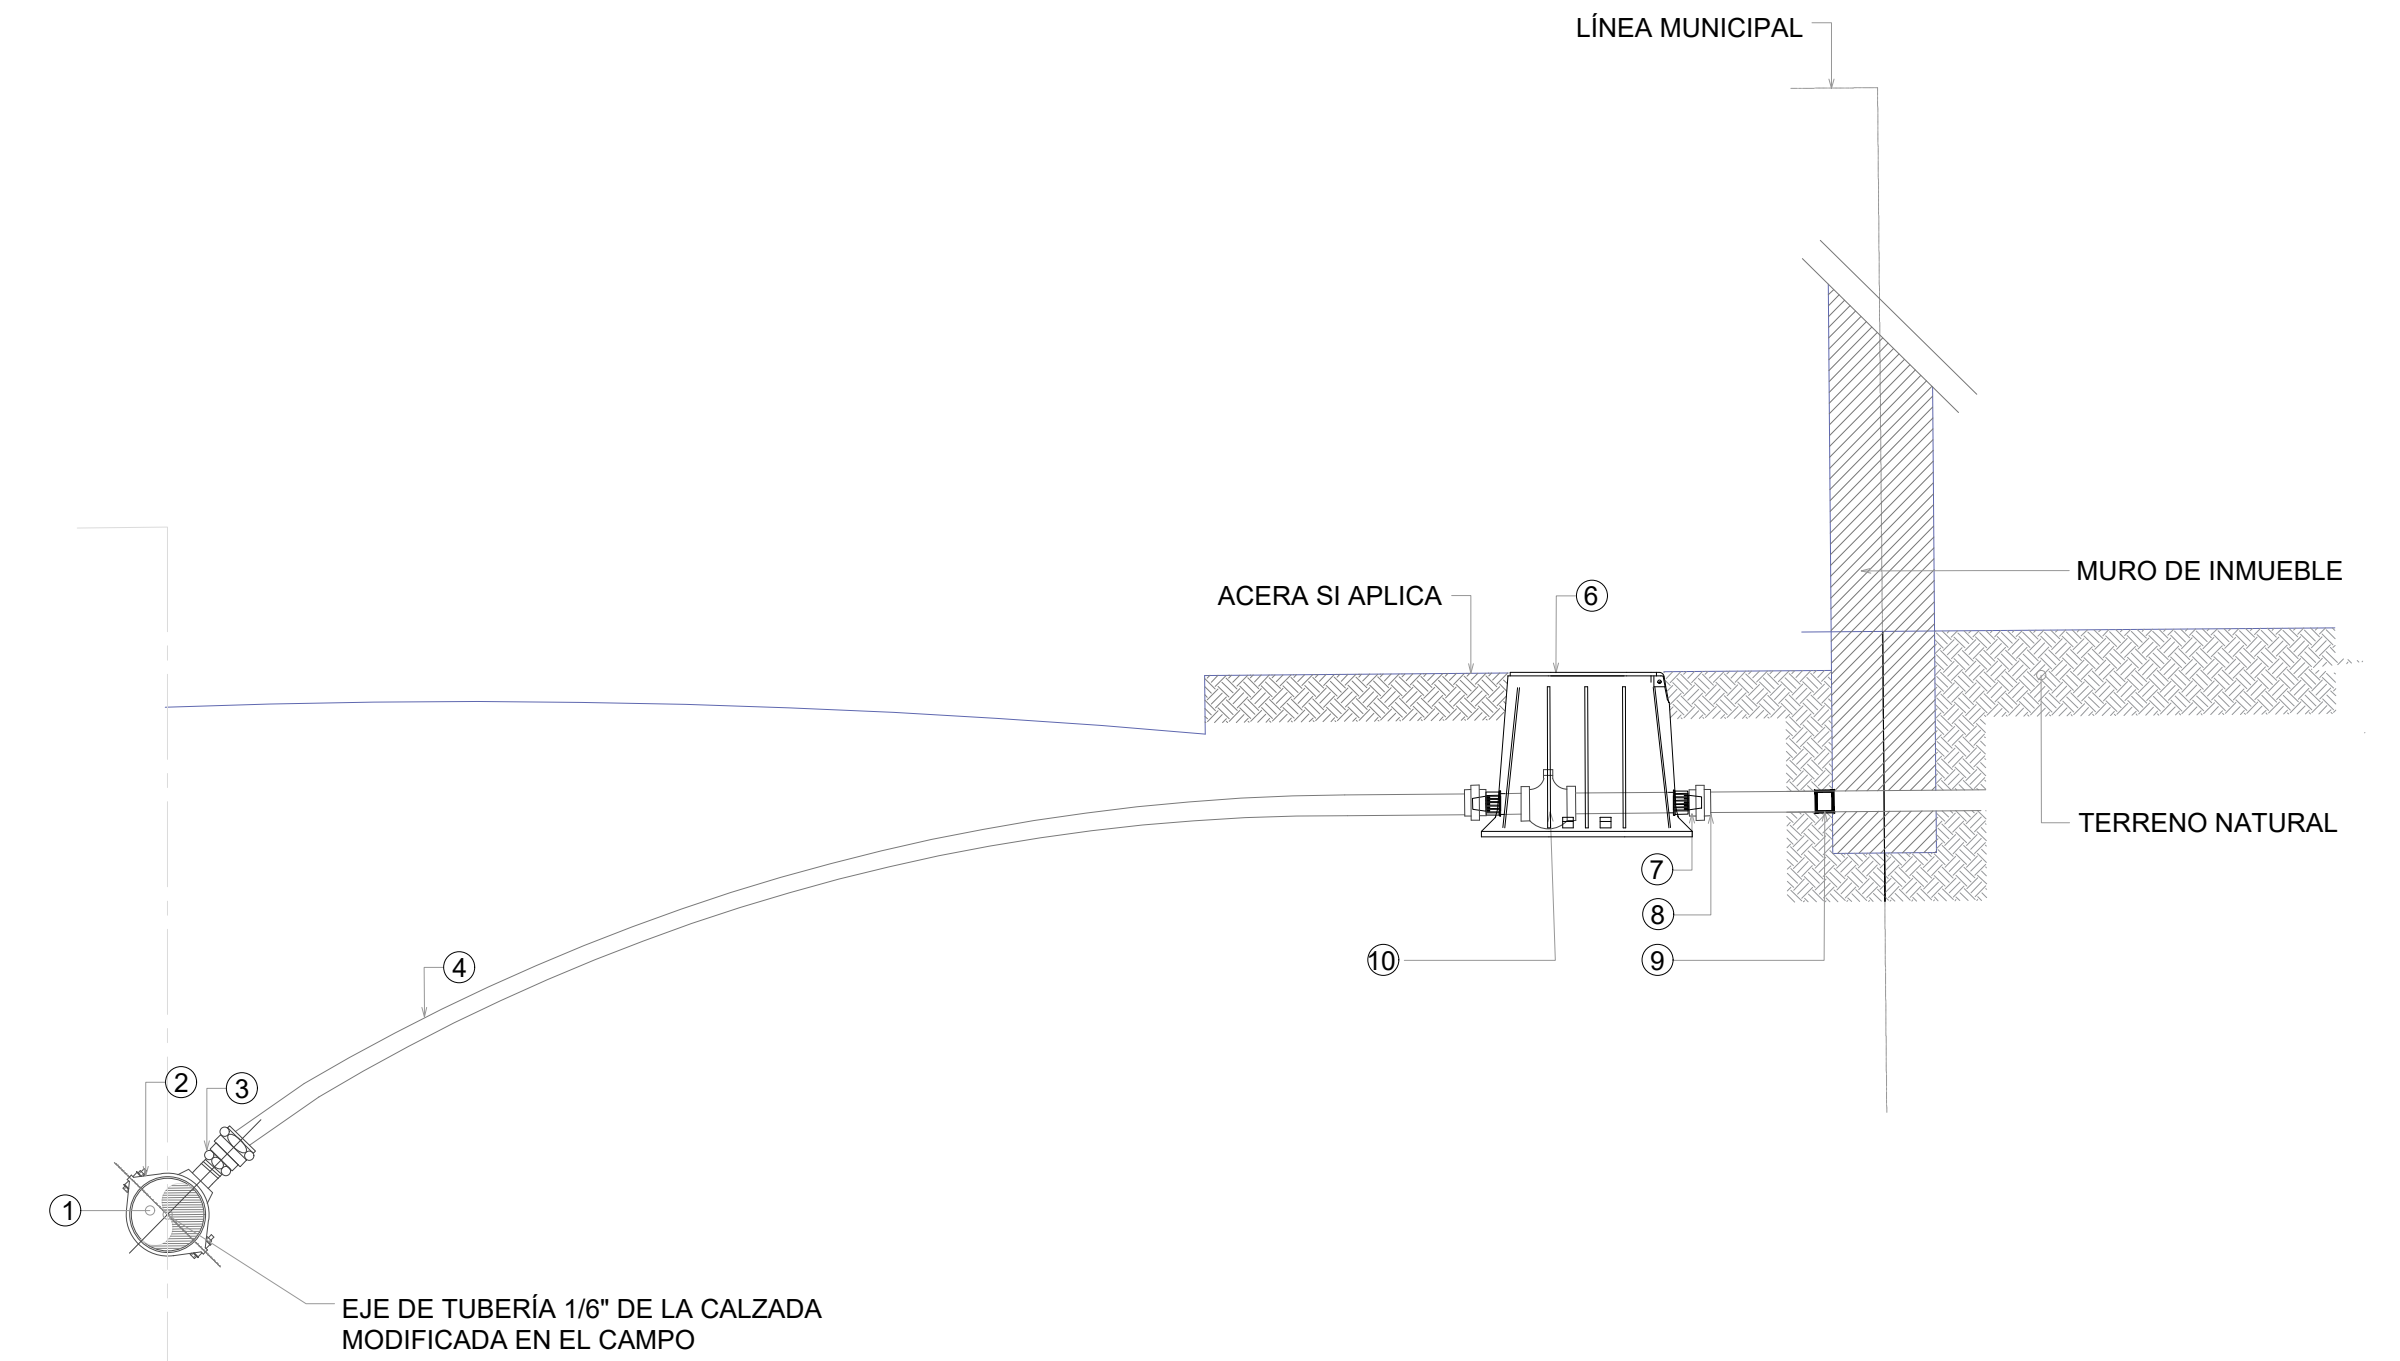 LÍNEA MUNICIPAL
MURO DE INMUEBLE
ACERA SI APLICA
6
TERRENO NATURAL
7
8
10
9
4
2
3
1
EJE DE TUBERÍA 1/6" DE LA CALZADA
MODIFICADA EN EL CAMPO